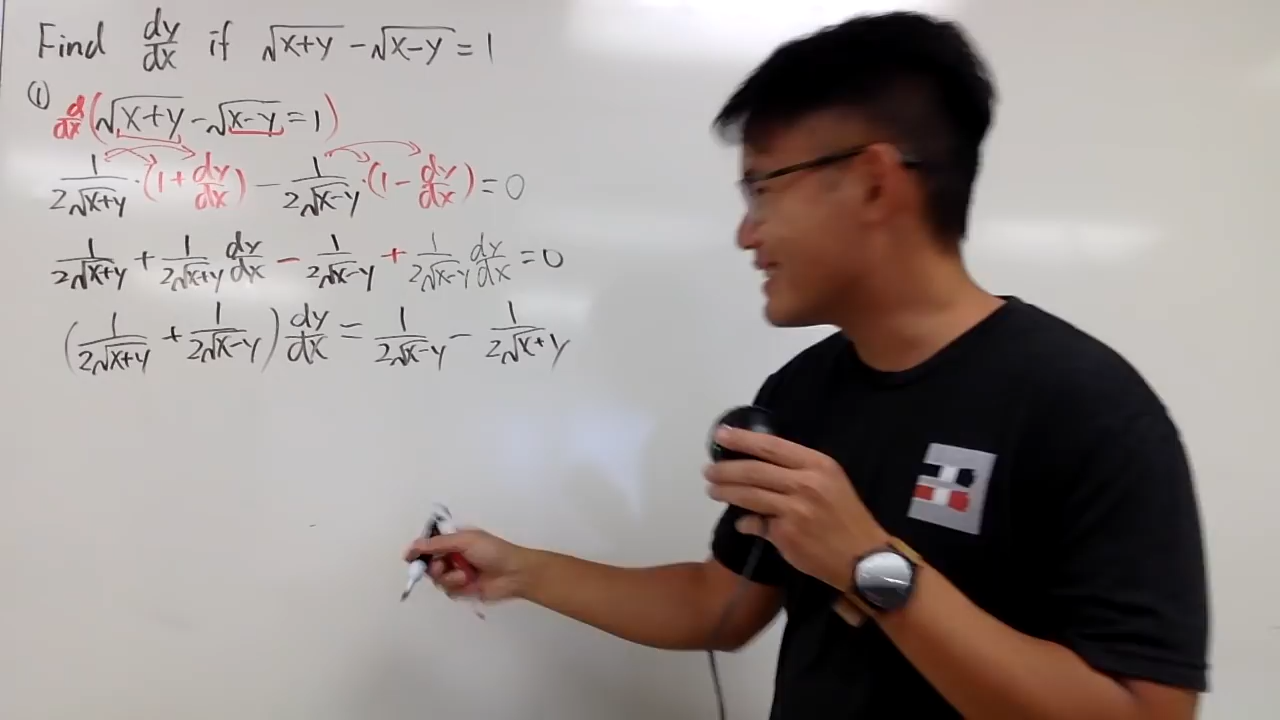 Find dy/dx if √(x+y) - √(x-y) = 1
① d/dx(√(x+y) - √(x-y) = 1)
1/(2√(x+y)) · (1 + dy/dx) - 1/(2√(x-y)) · (1 - dy/dx) = 0
1/(2√(x+y)) + 1/(2√(x+y)) dy/dx - 1/(2√(x-y)) + 1/(2√(x-y)) dy/dx = 0
(1/(2√(x+y)) + 1/(2√(x-y))) dy/dx = 1/(2√(x-y)) - 1/(2√(x+y))